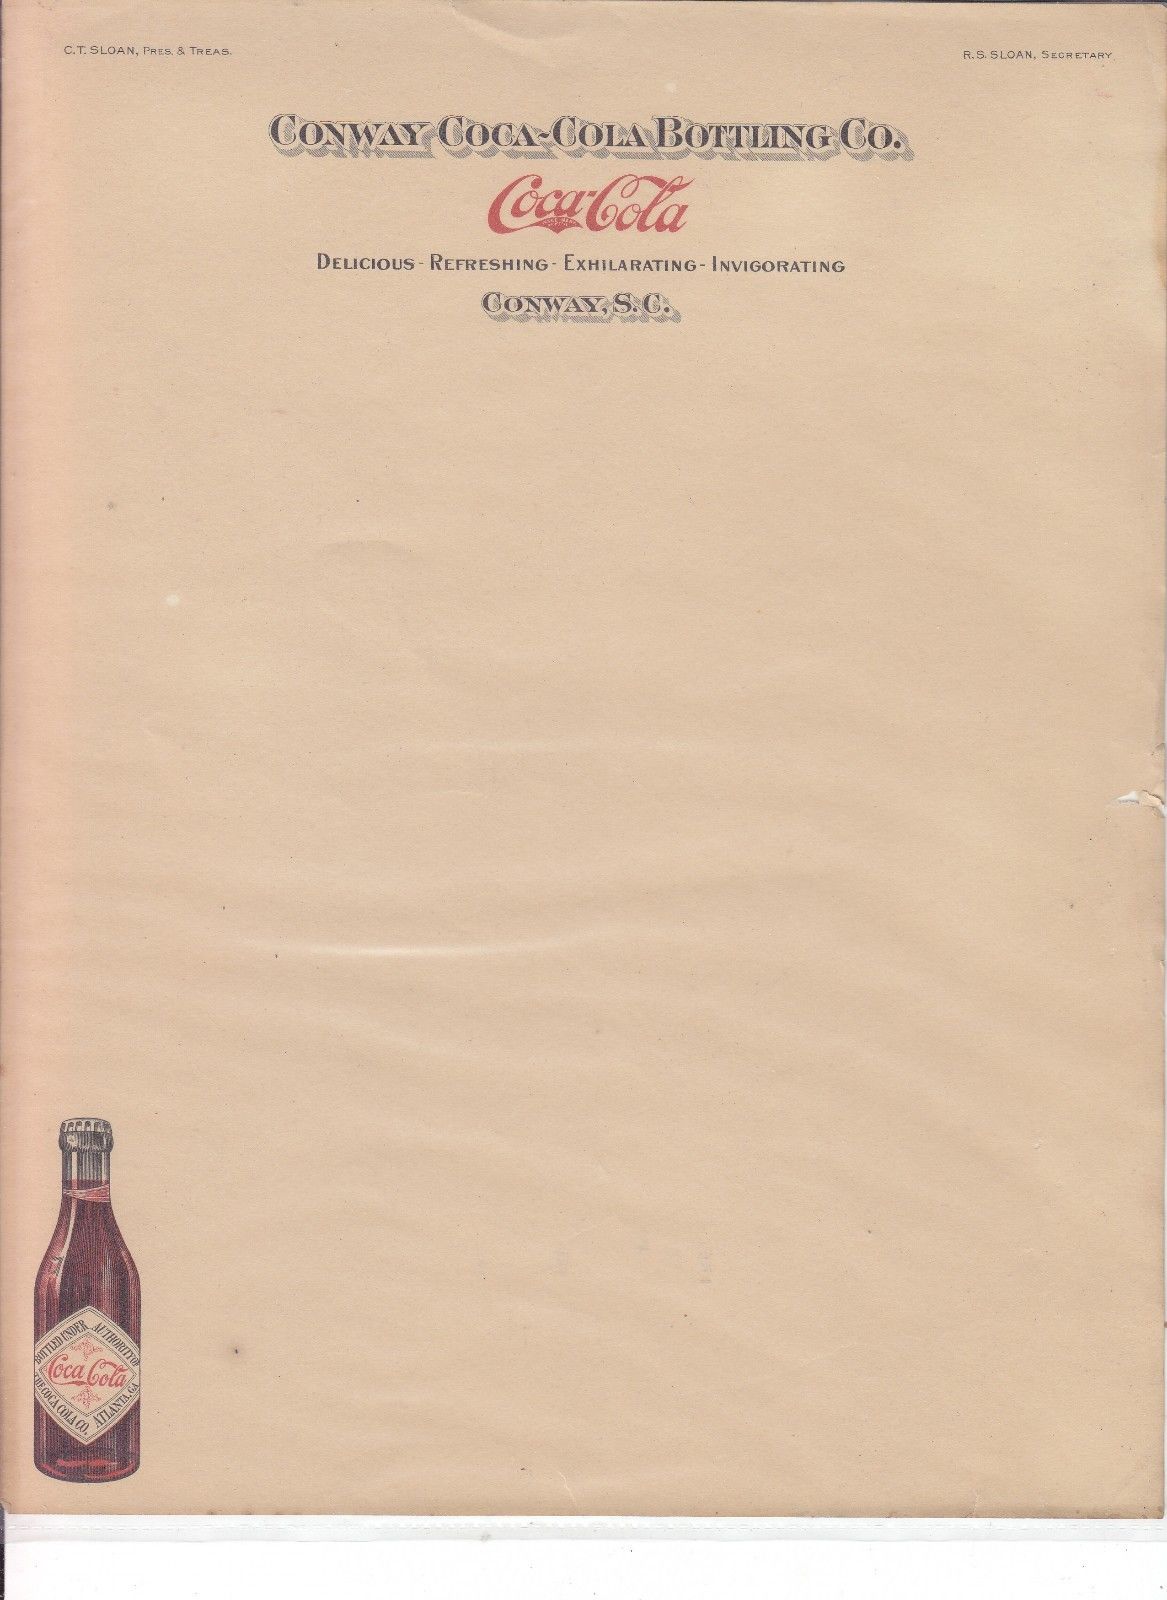 C.T. SLOAN, PRES. & TREAS.
R.S. SLOAN, SECRETARY
CONWAY COCA-COLA BOTTLING CO.
Coca-Cola
DELICIOUS - REFRESHING - EXHILARATING - INVIGORATING
CONWAY, S.C.
BOTTLED UNDER AUTHORITY OF
Coca Cola
THE COCA COLA CO. ATLANTA, GA